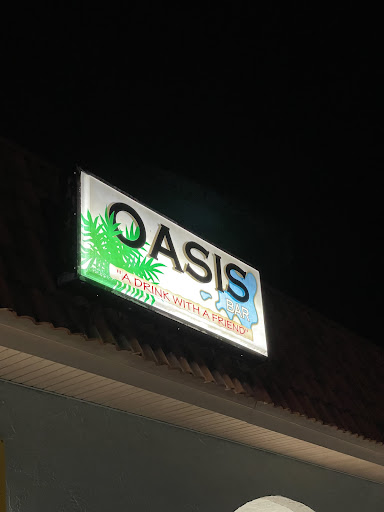 OASIS
BAR
"A DRINK WITH A FRIEND"